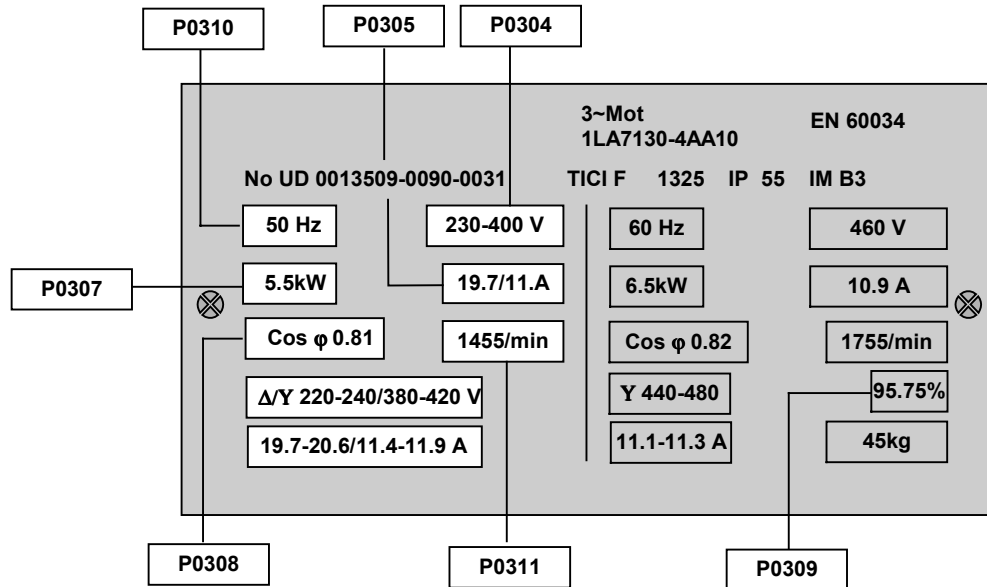 P0310 P0305 P0304
3~Mot EN 60034
1LA7130-4AA10
No UD 0013509-0090-0031 TICI F 1325 IP 55 IM B3
50 Hz 230-400 V 60 Hz 460 V
P0307 5.5kW 19.7/11.A 6.5kW 10.9 A
Cos φ 0.81 1455/min Cos φ 0.82 1755/min
Δ/Y 220-240/380-420 V Y 440-480 95.75%
19.7-20.6/11.4-11.9 A 11.1-11.3 A 45kg
P0308 P0311 P0309